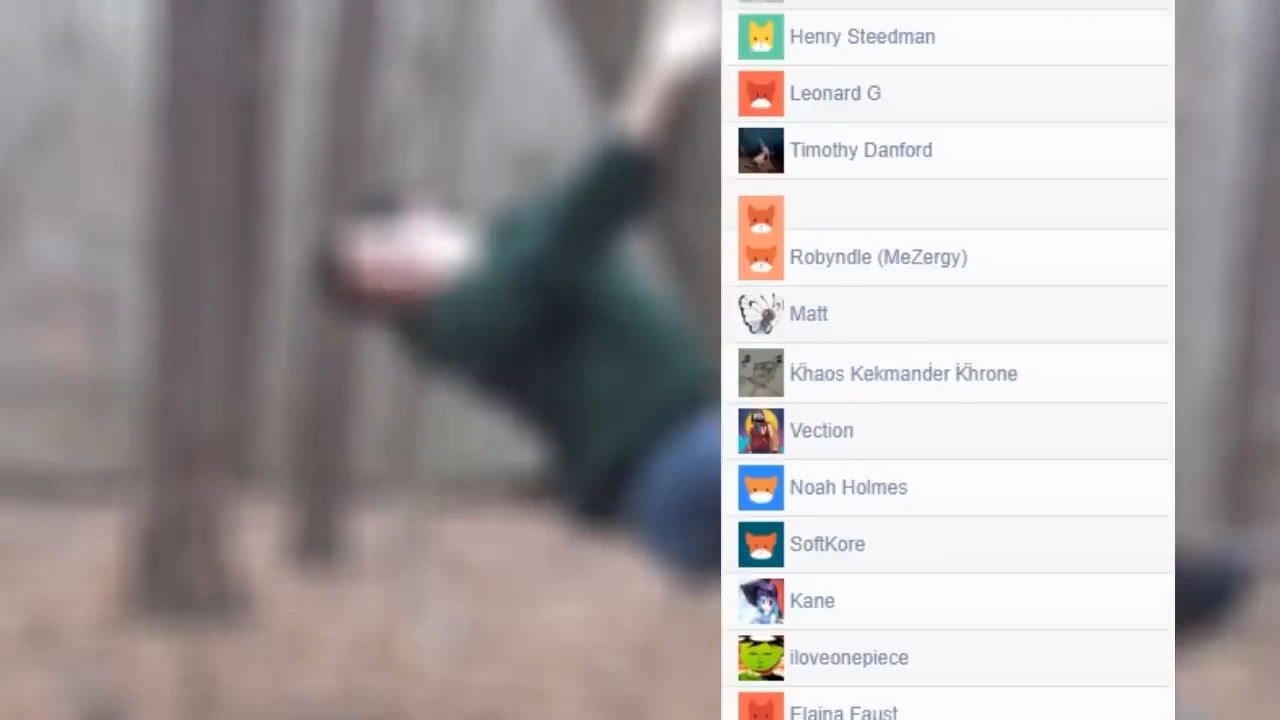 Henry Steedman
Leonard G
Timothy Danford
Robyndle (MeZergy)
Matt
K̈haos Kekmander K̈hrone
Vection
Noah Holmes
SoftKore
Kane
iloveonepiece
Elaina Faust